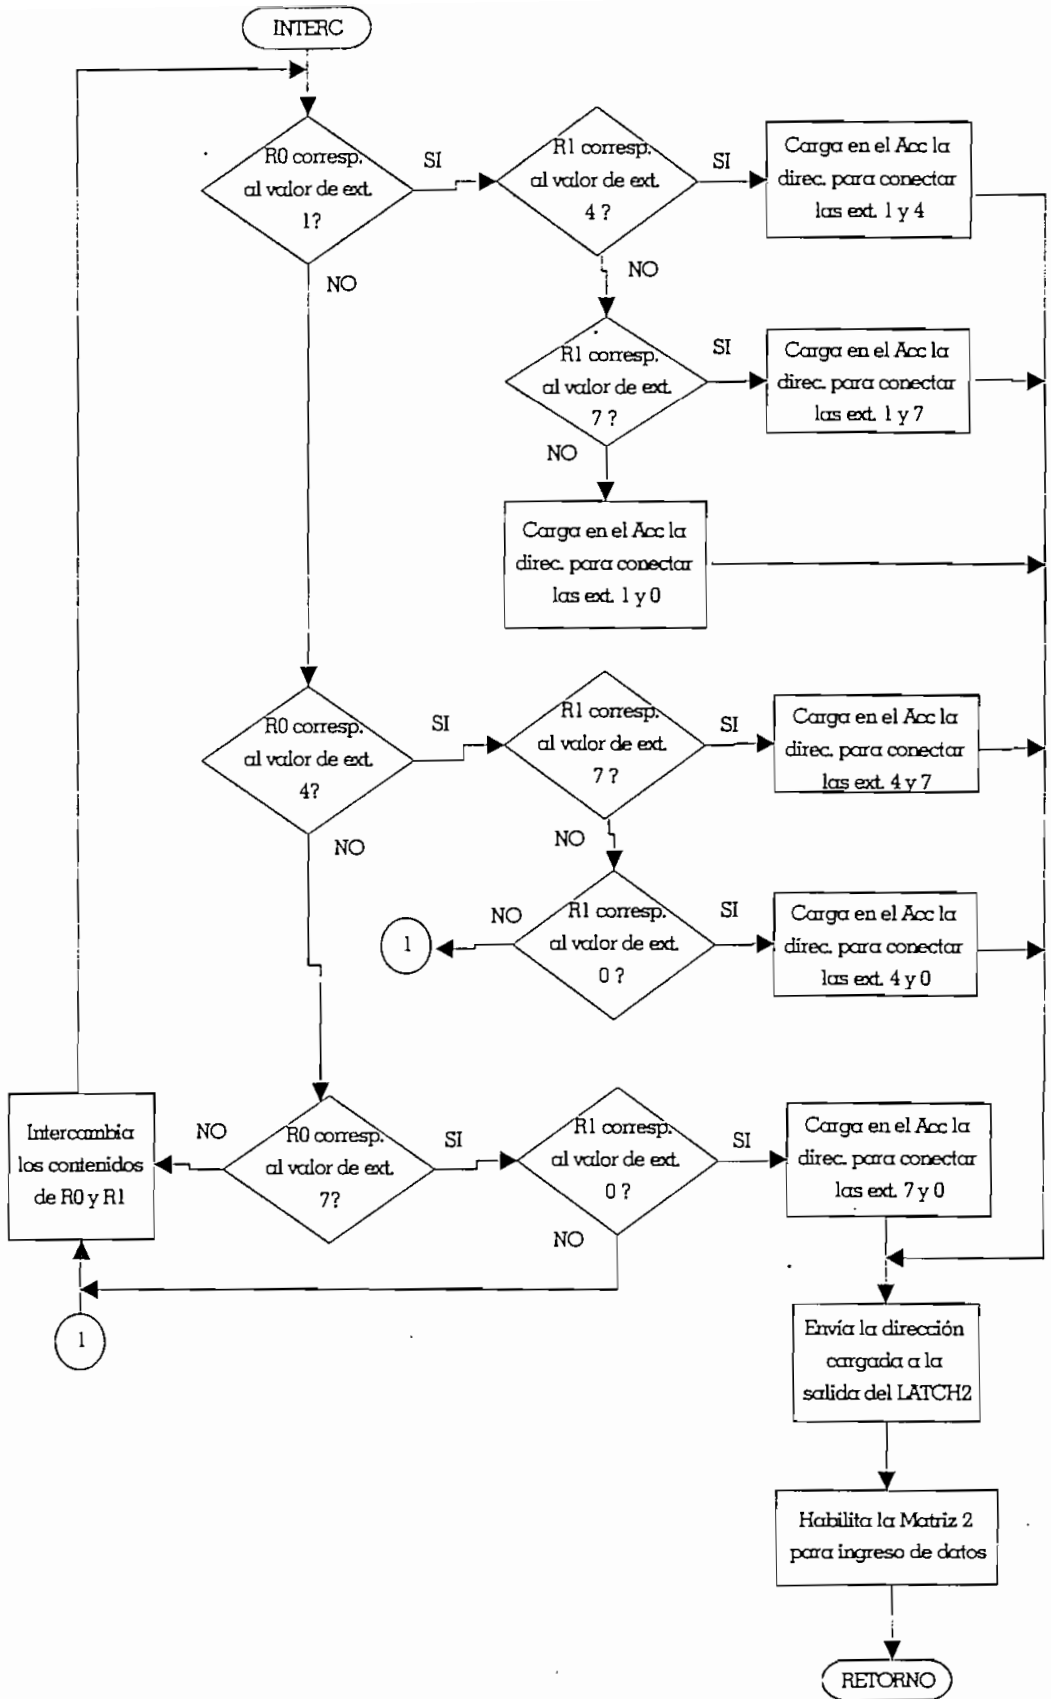 INTERC
R0 corresp.
al valor de ext.
1?
SI
R1 corresp.
al valor de ext.
4 ?
SI
Carga en el Acc la
direc. para conectar
las ext. 1 y 4
NO
NO
R1 corresp.
al valor de ext.
7 ?
SI
Carga en el Acc la
direc. para conectar
las ext. 1 y 7
NO
Carga en el Acc la
direc. para conectar
las ext. 1 y 0
R0 corresp.
al valor de ext.
4?
SI
R1 corresp.
al valor de ext.
7 ?
SI
Carga en el Acc la
direc. para conectar
las ext. 4 y 7
NO
NO
1
NO
R1 corresp.
al valor de ext.
0 ?
SI
Carga en el Acc la
direc. para conectar
las ext. 4 y 0
Intercambia
los contenidos
de R0 y R1
NO
R0 corresp.
al valor de ext.
7?
SI
R1 corresp.
al valor de ext.
0 ?
SI
Carga en el Acc la
direc. para conectar
las ext. 7 y 0
NO
1
Envía la dirección
cargada a la
salida del LATCH2
Habilita la Matriz 2
para ingreso de datos
RETORNO